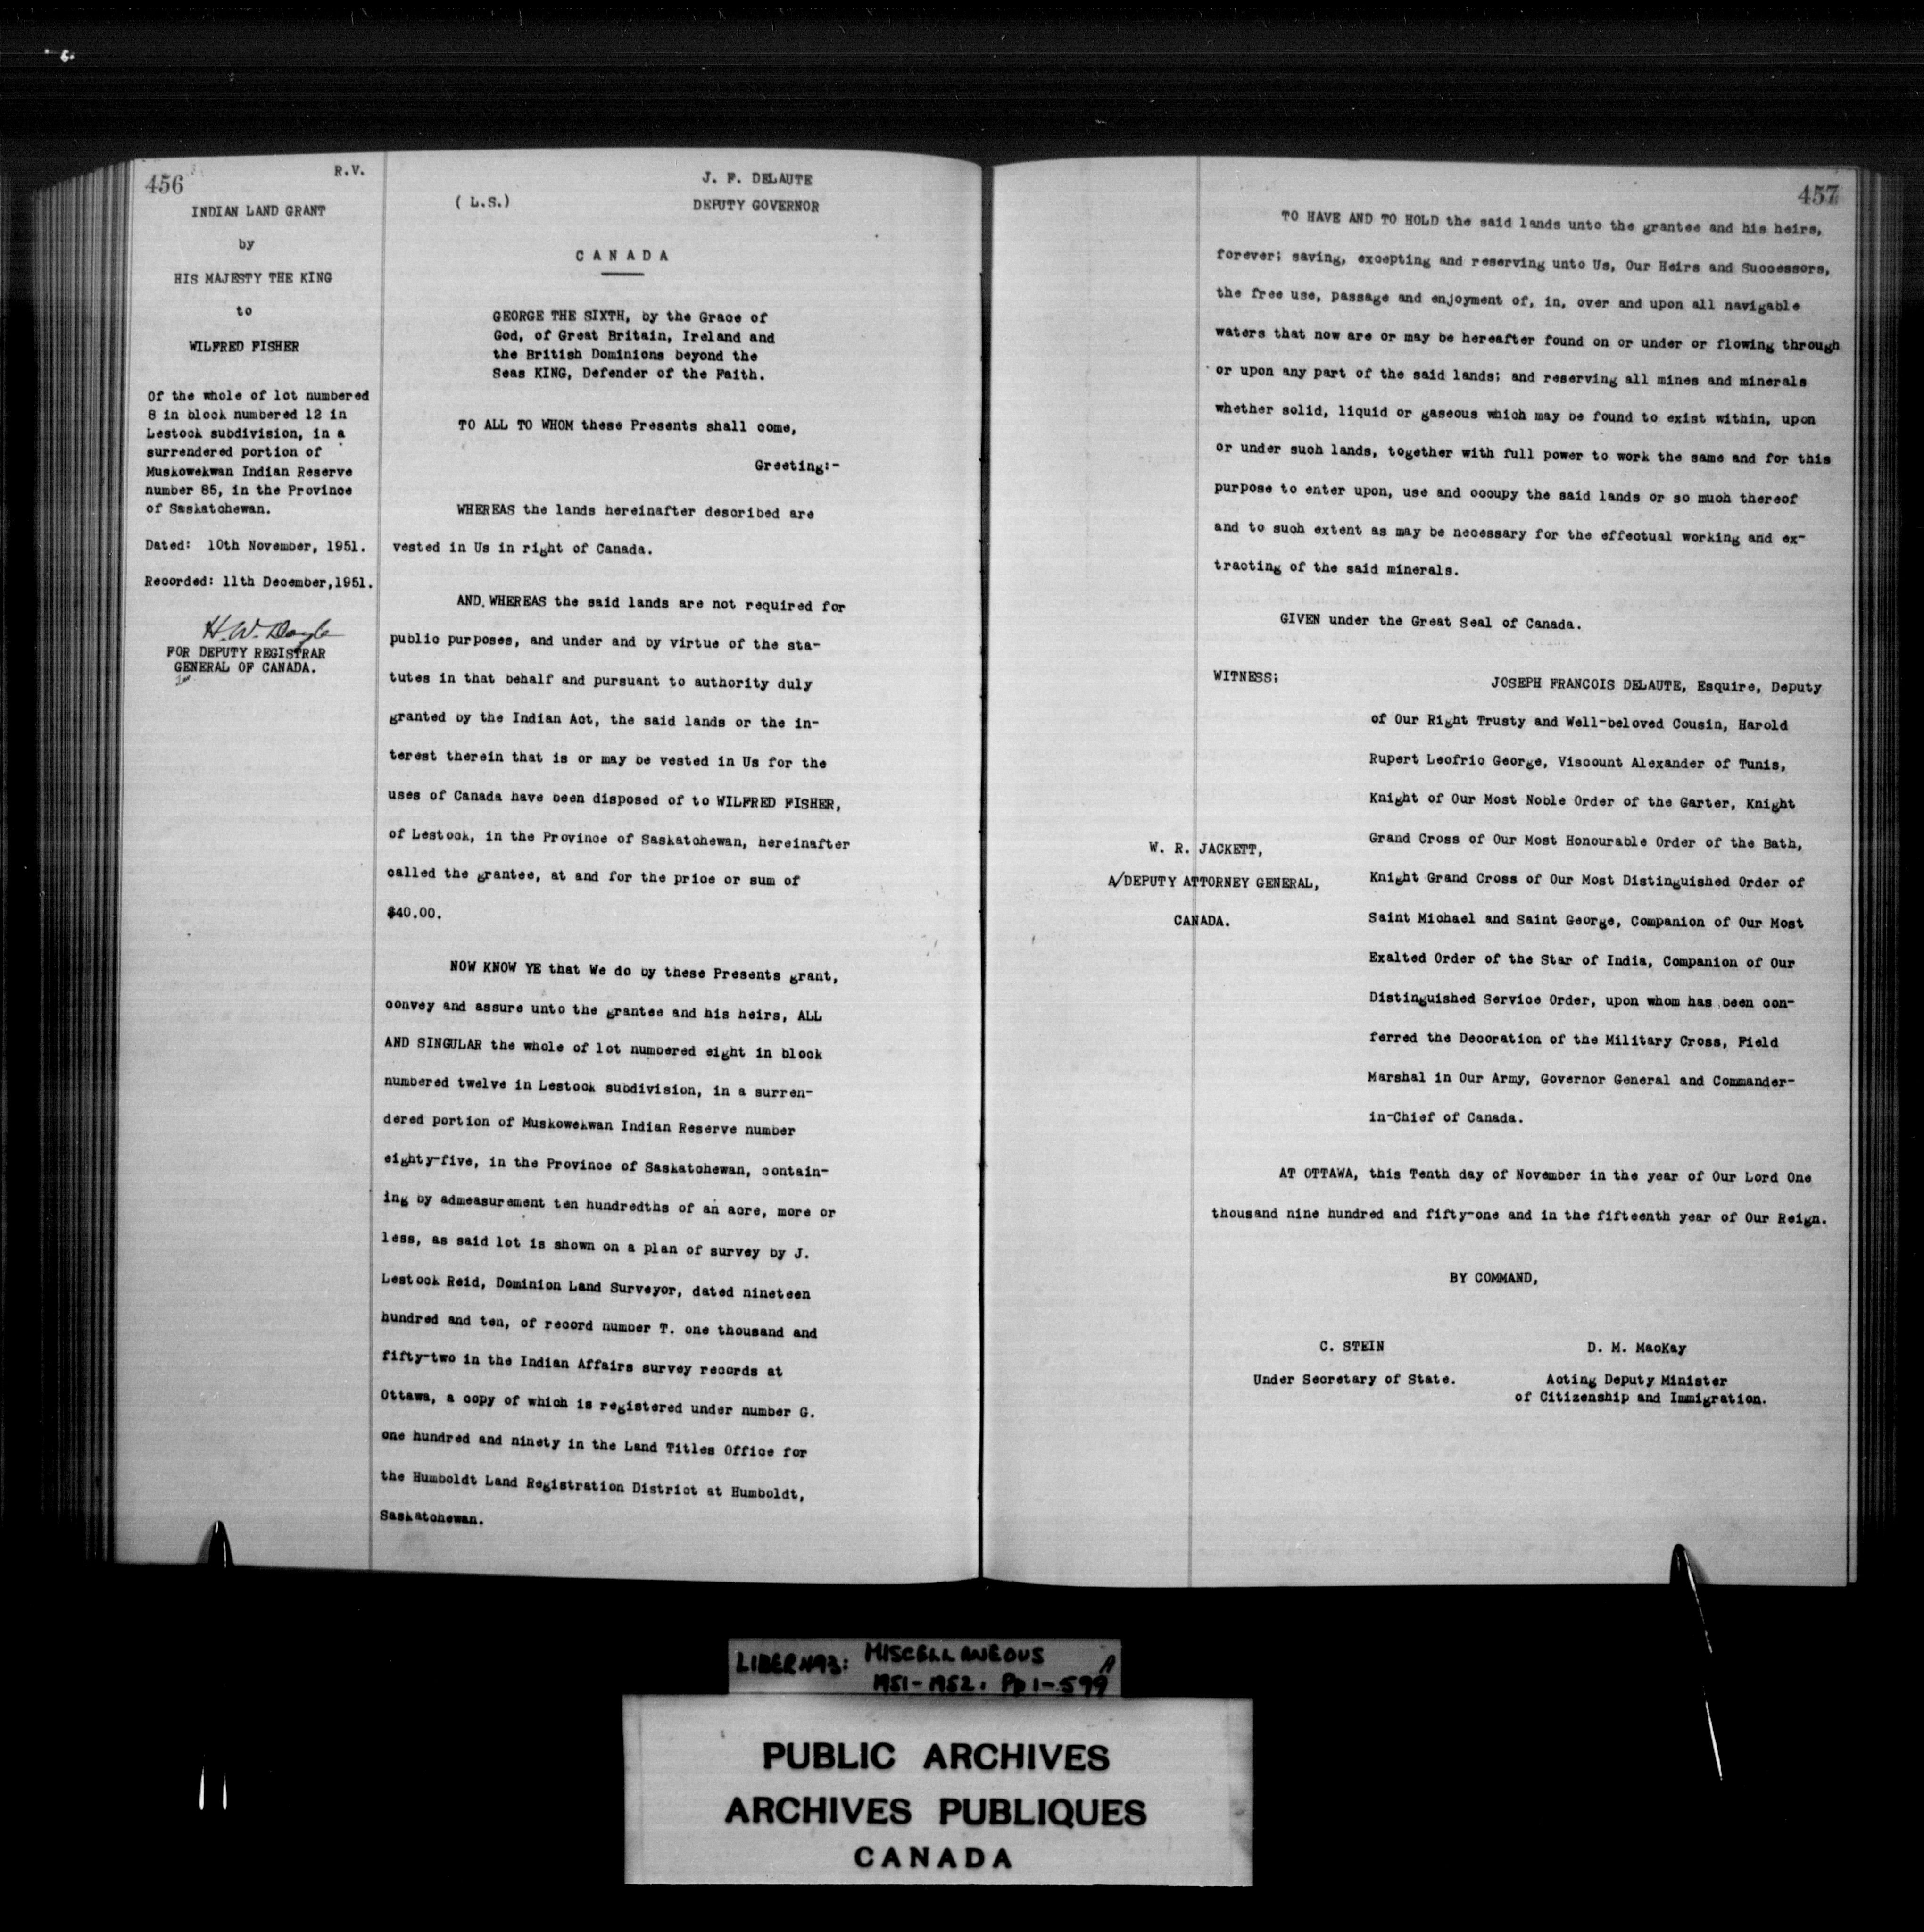 456
R.V.
INDIAN LAND GRANT
by
HIS MAJESTY THE KING
to
WILFRED FISHER
Of the whole of lot numbered
8 in block numbered 12 in
Lestock subdivision, in a
surrendered portion of
Muskowekwan Indian Reserve
number 85, in the Province
of Saskatchewan.
Dated: 10th November, 1951.
Recorded: 11th December,1951.
H. W. Doyle
FOR DEPUTY REGISTRAR
GENERAL OF CANADA.
( L.S.)
J. F. DELAUTE
DEPUTY GOVERNOR
C A N A D A
GEORGE THE SIXTH, by the Grace of
God, of Great Britain, Ireland and
the British Dominions beyond the
Seas KING, Defender of the Faith.
TO ALL TO WHOM these Presents shall come,
Greeting:-
WHEREAS the lands hereinafter described are
vested in Us in right of Canada.
AND WHEREAS the said lands are not required for
public purposes, and under and by virtue of the sta-
tutes in that behalf and pursuant to authority duly
granted by the Indian Act, the said lands or the in-
terest therein that is or may be vested in Us for the
uses of Canada have been disposed of to WILFRED FISHER,
of Lestock, in the Province of Saskatchewan, hereinafter
called the grantee, at and for the price or sum of
$40.00.
NOW KNOW YE that We do by these Presents grant,
convey and assure unto the grantee and his heirs, ALL
AND SINGULAR the whole of lot numbered eight in block
numbered twelve in Lestock subdivision, in a surren-
dered portion of Muskowekwan Indian Reserve number
eighty-five, in the Province of Saskatchewan, contain-
ing by admeasurement ten hundredths of an acre, more or
less, as said lot is shown on a plan of survey by J.
Lestock Reid, Dominion Land Surveyor, dated nineteen
hundred and ten, of record number T. one thousand and
fifty-two in the Indian Affairs survey records at
Ottawa, a copy of which is registered under number G.
one hundred and ninety in the Land Titles Office for
the Humboldt Land Registration District at Humboldt,
Saskatchewan.
457
TO HAVE AND TO HOLD the said lands unto the grantee and his heirs,
forever; saving, excepting and reserving unto Us, Our Heirs and Successors,
the free use, passage and enjoyment of, in, over and upon all navigable
waters that now are or may be hereafter found on or under or flowing through
or upon any part of the said lands; and reserving all mines and minerals
whether solid, liquid or gaseous which may be found to exist within, upon
or under such lands, together with full power to work the same and for this
purpose to enter upon, use and occupy the said lands or so much thereof
and to such extent as may be necessary for the effectual working and ex-
tracting of the said minerals.
GIVEN under the Great Seal of Canada.
WITNESS:
JOSEPH FRANCOIS DELAUTE, Esquire, Deputy
of Our Right Trusty and Well-beloved Cousin, Harold
Rupert Leofric George, Viscount Alexander of Tunis,
Knight of Our Most Noble Order of the Garter, Knight
Grand Cross of Our Most Honourable Order of the Bath,
Knight Grand Cross of Our Most Distinguished Order of
Saint Michael and Saint George, Companion of Our Most
Exalted Order of the Star of India, Companion of Our
Distinguished Service Order, upon whom has been con-
ferred the Decoration of the Military Cross, Field
Marshal in Our Army, Governor General and Commander-
in-Chief of Canada.
W. R. JACKETT,
A/DEPUTY ATTORNEY GENERAL,
CANADA.
AT OTTAWA, this Tenth day of November in the year of Our Lord One
thousand nine hundred and fifty-one and in the fifteenth year of Our Reign.
BY COMMAND,
C. STEIN
Under Secretary of State.
D. M. MacKay
Acting Deputy Minister
of Citizenship and Immigration.
LIBER 493: MISCELLANEOUS A
1951-1952. Pp 1-599
PUBLIC ARCHIVES
ARCHIVES PUBLIQUES
CANADA